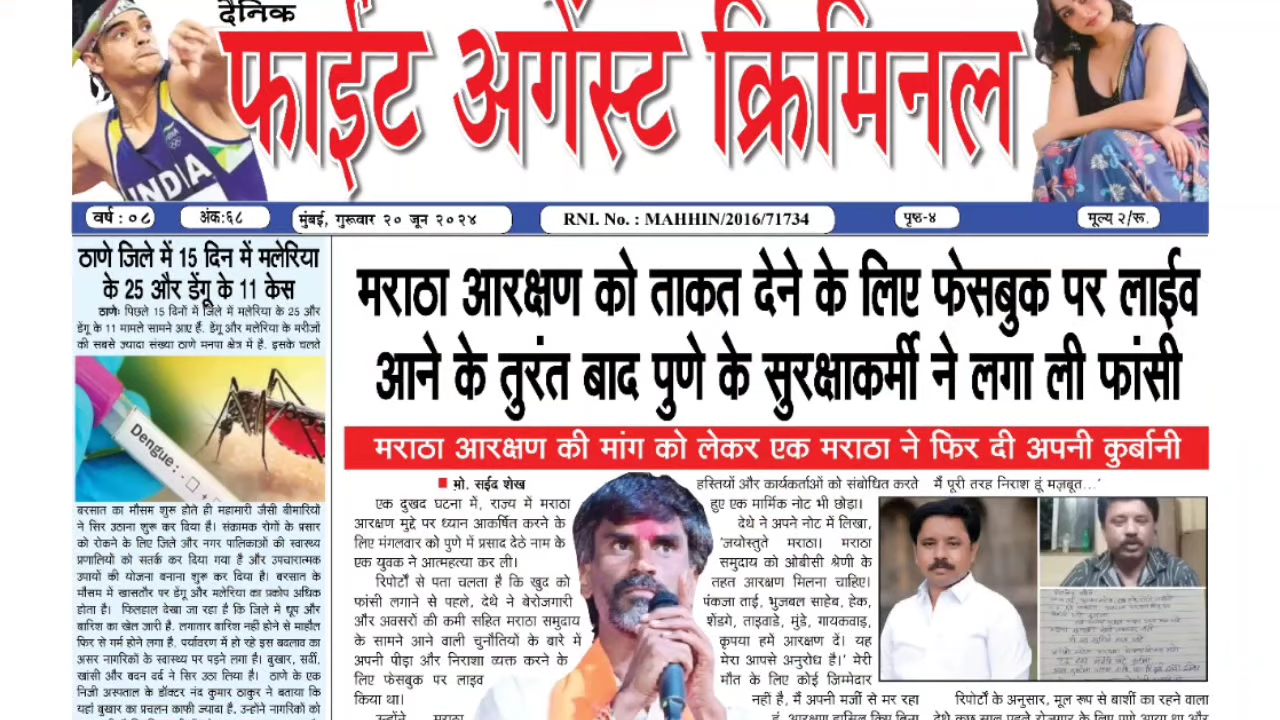 दैनिक
फाईट अगेंस्ट क्रिमिनल
INDIA
वर्ष : ०८
अंक:६८
मुंबई, गुरूवार २० जून २०२४
RNI. No. : MAHHIN/2016/71734
पृष्ठ-४
मूल्य २/रू.
ठाणे जिले में 15 दिन में मलेरिया
के 25 और डेंगू के 11 केस
ठाणेः पिछले 15 दिनों में जिले में मलेरिया के 25 और
डेंगू के 11 मामले सामने आए हैं. डेंगू और मलेरिया के मरीजों
की सबसे ज्यादा संख्या ठाणे मनपा क्षेत्र में है. इसके चलते
Dengue :
बरसात का मौसम शुरू होते ही महामारी जैसी बीमारियों
ने सिर उठाना शुरू कर दिया है। संक्रामक रोगों के प्रसार
को रोकने के लिए जिले और नगर पालिकाओं की स्वास्थ्य
प्रणालियों को सतर्क कर दिया गया है और उपचारात्मक
उपायों की योजना बनाना शुरू कर दिया है। बरसात के
मौसम में खासतौर पर डेंगू और मलेरिया का प्रकोप अधिक
होता है। फिलहाल देखा जा रहा है कि जिले में धूप और
बारिश का खेल जारी है. लगातार बारिश नहीं होने से माहौल
फिर से गर्म होने लगा है. पर्यावरण में हो रहे इस बदलाव का
असर नागरिकों के स्वास्थ्य पर पड़ने लगा है। बुखार, सर्दी,
खांसी और बदन दर्द ने सिर उठा लिया है। ठाणे के एक
निजी अस्पताल के डॉक्टर नंद कुमार ठाकुर ने बताया कि
यहां बुखार का प्रचलन काफी ज्यादा है. उन्होंने नागरिकों को
मराठा आरक्षण को ताकत देने के लिए फेसबुक पर लाईव
आने के तुरंत बाद पुणे के सुरक्षाकर्मी ने लगा ली फांसी
मराठा आरक्षण की मांग को लेकर एक मराठा ने फिर दी अपनी कुर्बानी
मो. सईद शेख
एक दुखद घटना में, राज्य में मराठा
आरक्षण मुद्दे पर ध्यान आकर्षित करने के
लिए मंगलवार को पुणे में प्रसाद देठे नाम के
एक युवक ने आत्महत्या कर ली।
रिपोर्टों से पता चलता है कि खुद को
फांसी लगाने से पहले, देथे ने बेरोजगारी
और अवसरों की कमी सहित मराठा समुदाय
के सामने आने वाली चुनौतियों के बारे में
अपनी पीड़ा और निराशा व्यक्त करने के
लिए फेसबुक पर लाइव
किया था।
उन्होंने मराठा
हस्तियों और कार्यकर्ताओं को संबोधित करते
हुए एक मार्मिक नोट भी छोड़ा।
देथे ने अपने नोट में लिखा,
'जयोस्तुते मराठा। मराठा
समुदाय को ओबीसी श्रेणी के
तहत आरक्षण मिलना चाहिए।
पंकजा ताई, भुजबल साहेब, हेक,
शेंडगे, ताइवाडे, मुंडे, गायकवाड़,
कृपया हमें आरक्षण दें। यह
मेरा आपसे अनुरोध है।' मेरी
मौत के लिए कोई जिम्मेदार
नहीं है, मैं अपनी मर्जी से मर रहा
हूं. आरक्षण हासिल किए बिना
मैं पूरी तरह निराश हूं मज़बूत...'
रिपोर्टों के अनुसार, मूल रूप से बार्शी का रहने वाला
देथे कुछ साल पहले रोजगार के लिए पुणे आया था और